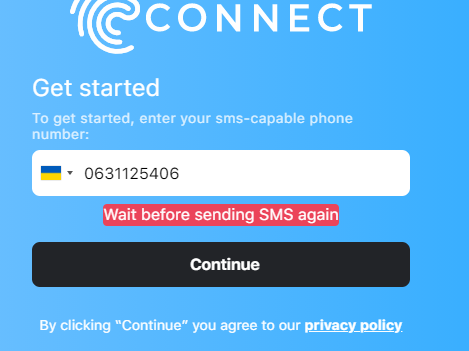 CONNECT
Get started
To get started, enter your sms-capable phone
number:
0631125406
Wait before sending SMS again
Continue
By clicking "Continue" you agree to our privacy policy